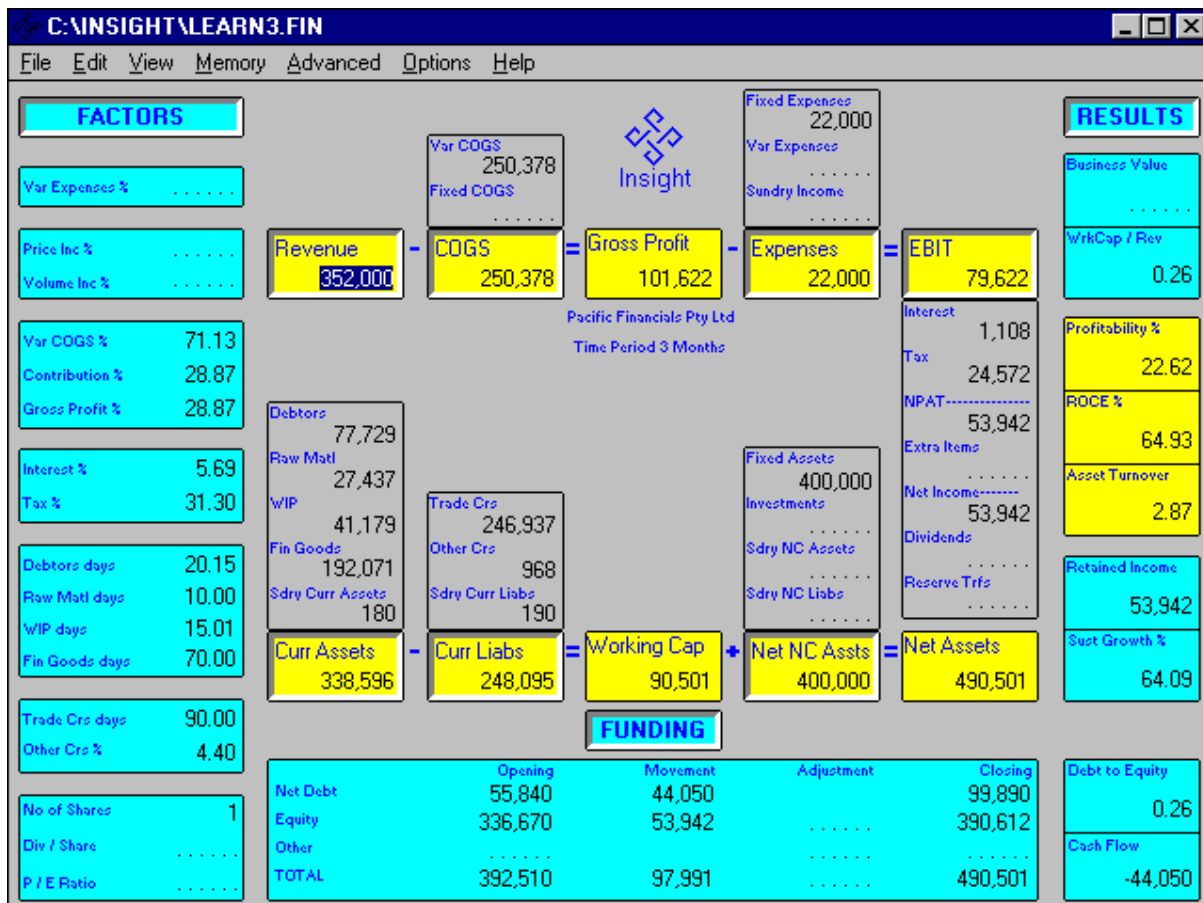 C:\INSIGHT\LEARN3.FIN
File Edit View Memory Advanced Options Help
FACTORS
Var Expenses % . . . . . .
Price Inc % . . . . . .
Volume Inc % . . . . . .
Var COGS % 71.13
Contribution % 28.87
Gross Profit % 28.87
Interest % 5.69
Tax % 31.30
Debtors days 20.15
Raw Matl days 10.00
WIP days 15.01
Fin Goods days 70.00
Trade Crs days 90.00
Other Crs % 4.40
No of Shares 1
Div / Share . . . . . .
P / E Ratio . . . . . .
Var COGS
250,378
Fixed COGS
. . . . . .
Insight
Fixed Expenses
22,000
Var Expenses
. . . . . .
Sundry Income
. . . . . .
Revenue - COGS = Gross Profit - Expenses = EBIT
352,000 250,378 101,622 22,000 79,622
Pacific Financials Pty Ltd
Time Period 3 Months
Interest
1,108
Tax
24,572
NPAT---------------
53,942
Extra Items
. . . . . .
Net Income-------
53,942
Dividends
. . . . . .
Reserve Trfs
. . . . . .
Debtors
77,729
Raw Matl
27,437
WIP
41,179
Fin Goods
192,071
Sdry Curr Assets
180
Trade Crs
246,937
Other Crs
968
Sdry Curr Liabs
190
Fixed Assets
400,000
Investments
. . . . . .
Sdry NC Assets
. . . . . .
Sdry NC Liabs
. . . . . .
Curr Assets - Curr Liabs = Working Cap + Net NC Assts = Net Assets
338,596 248,095 90,501 400,000 490,501
FUNDING
Opening Movement Adjustment Closing
Net Debt 55,840 44,050 99,890
Equity 336,670 53,942 . . . . . . 390,612
Other . . . . . . . . . . . . . . . . . .
TOTAL 392,510 97,991 . . . . . . 490,501
RESULTS
Business Value
. . . . . .
WrkCap / Rev
0.26
Profitability %
22.62
ROCE %
64.93
Asset Turnover
2.87
Retained Income
53,942
Sust Growth %
64.09
Debt to Equity
0.26
Cash Flow
-44,050